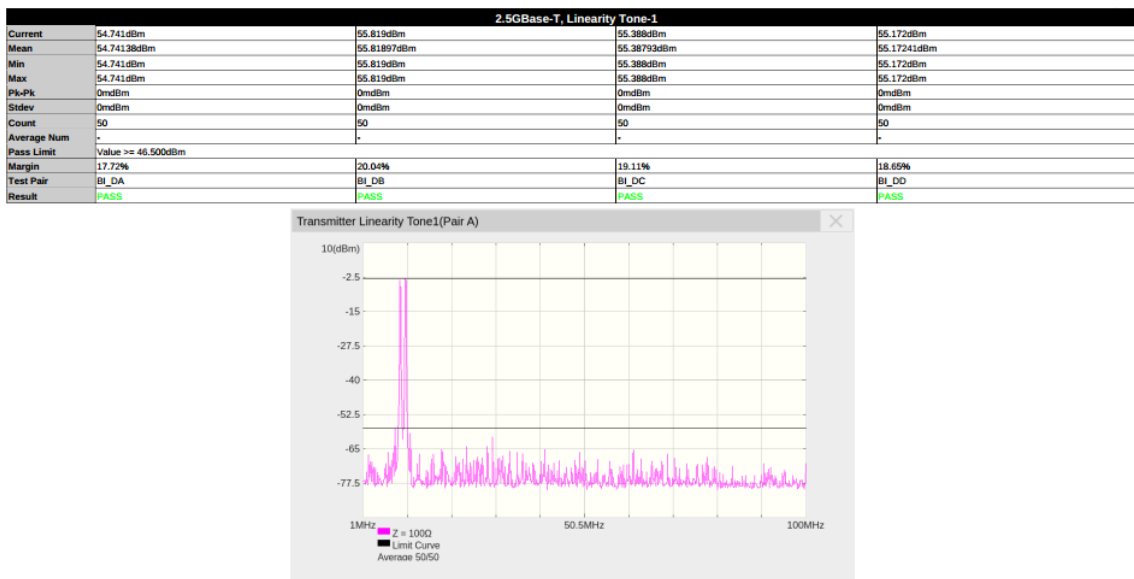 2.5GBase-T, Linearity Tone-1
Current 54.741dBm 55.819dBm 55.388dBm 55.172dBm
Mean 54.74138dBm 55.81897dBm 55.38793dBm 55.17241dBm
Min 54.741dBm 55.819dBm 55.388dBm 55.172dBm
Max 54.741dBm 55.819dBm 55.388dBm 55.172dBm
Pk-Pk 0mdBm 0mdBm 0mdBm 0mdBm
Stdev 0mdBm 0mdBm 0mdBm 0mdBm
Count 50 50 50 50
Average Num - - - -
Pass Limit Value >= 46.500dBm
Margin 17.72% 20.04% 19.11% 18.65%
Test Pair BI_DA BI_DB BI_DC BI_DD
Result PASS PASS PASS PASS
Transmitter Linearity Tone1(Pair A)
10(dBm)
-2.5
-15
-27.5
-40
-52.5
-65
-77.5
1MHz 50.5MHz 100MHz
Z = 100Ω
Limit Curve
Average 50/50